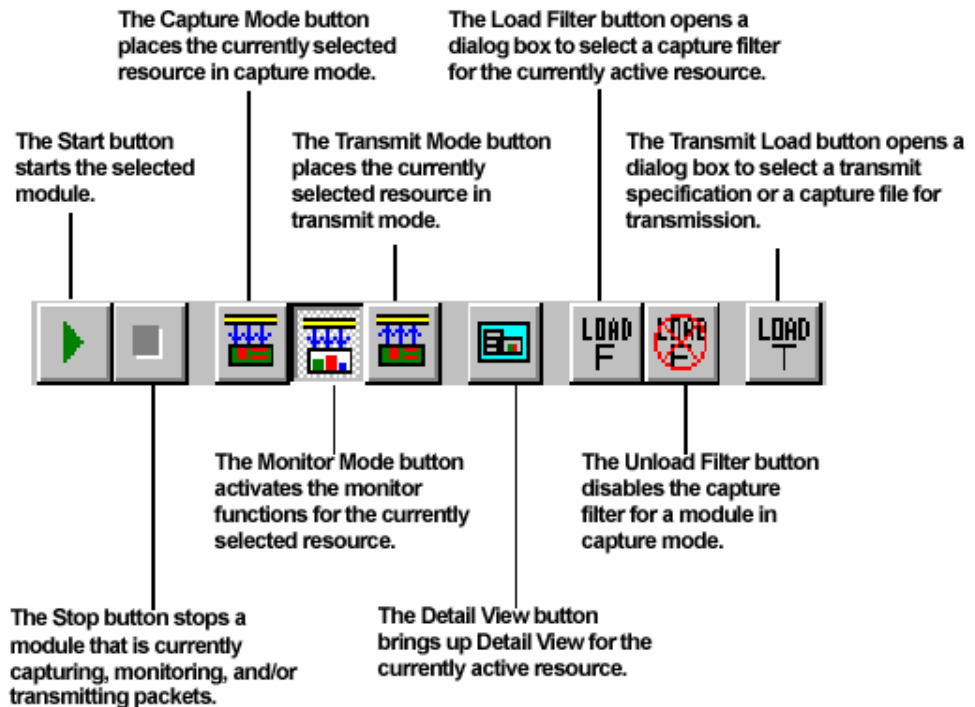 The Capture Mode button
places the currently selected
resource in capture mode.
The Load Filter button opens a
dialog box to select a capture filter
for the currently active resource.
The Start button
starts the selected
module.
The Transmit Mode button
places the currently
selected resource in
transmit mode.
The Transmit Load button opens a
dialog box to select a transmit
specification or a capture file for
transmission.
LOAD
F
LOAD
F
LOAD
T
The Monitor Mode button
activates the monitor
functions for the currently
selected resource.
The Unload Filter button
disables the capture
filter for a module in
capture mode.
The Stop button stops a
module that is currently
capturing, monitoring, and/or
transmitting packets.
The Detail View button
brings up Detail View for the
currently active resource.